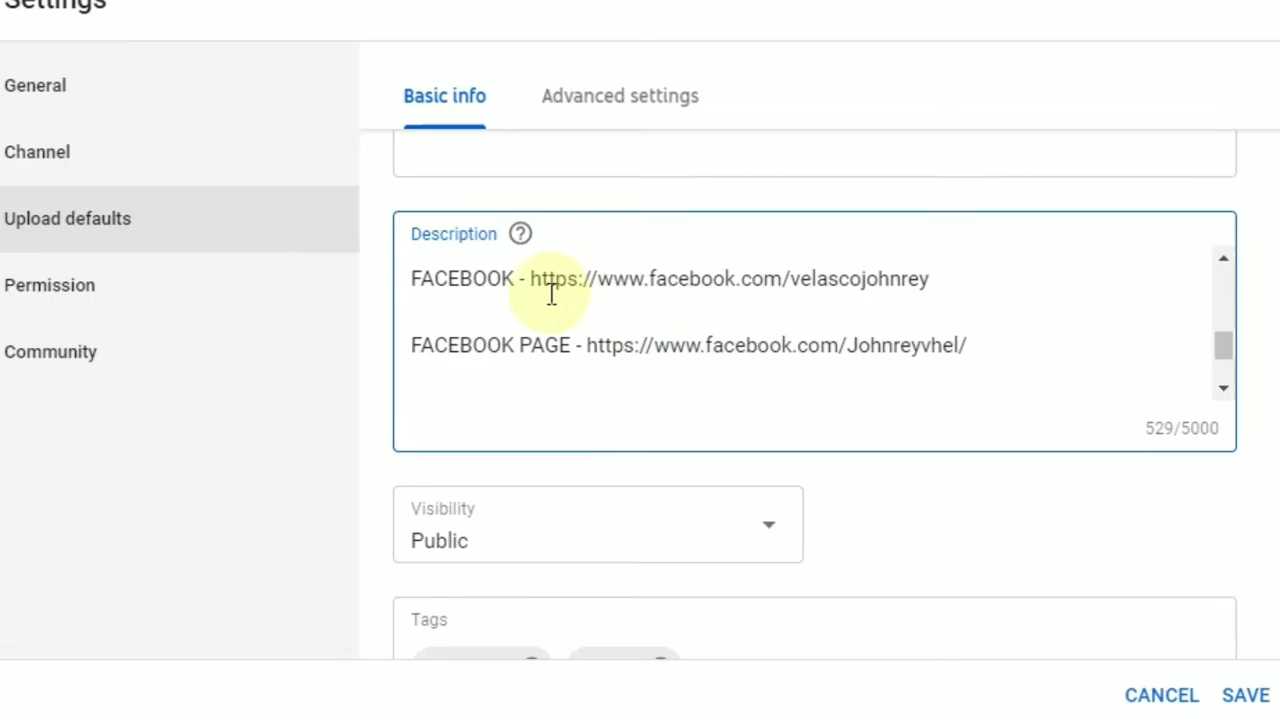 Settings
General
Channel
Upload defaults
Permission
Community
Basic info
Advanced settings
Description
FACEBOOK - https://www.facebook.com/velascojohnrey
FACEBOOK PAGE - https://www.facebook.com/Johnreyvhel/
529/5000
Visibility
Public
Tags
CANCEL
SAVE